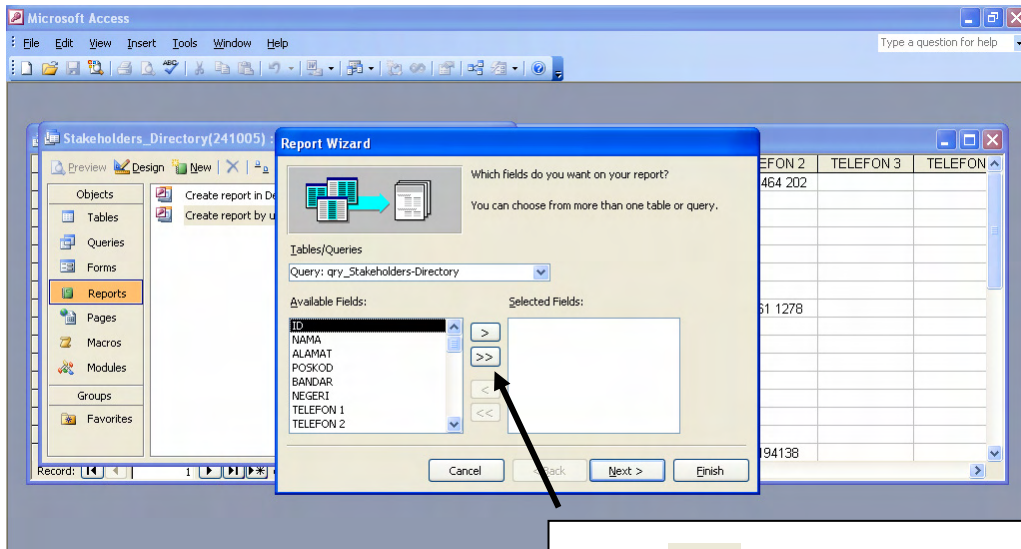 Microsoft Access
File Edit View Insert Tools Window Help
Type a question for help
Stakeholders_Directory(241005) :
Preview Design New
Objects
Tables
Queries
Forms
Reports
Pages
Macros
Modules
Groups
Favorites
Create report in De
Create report by u
Report Wizard
Which fields do you want on your report?
You can choose from more than one table or query.
Tables/Queries
Query: qry_Stakeholders-Directory
Available Fields:
Selected Fields:
ID
NAMA
ALAMAT
POSKOD
BANDAR
NEGERI
TELEFON 1
TELEFON 2
>
>>
<
<<
Cancel < Back Next > Finish
EFON 2 TELEFON 3 TELEFON
464 202
61 1278
194138
Record: 1